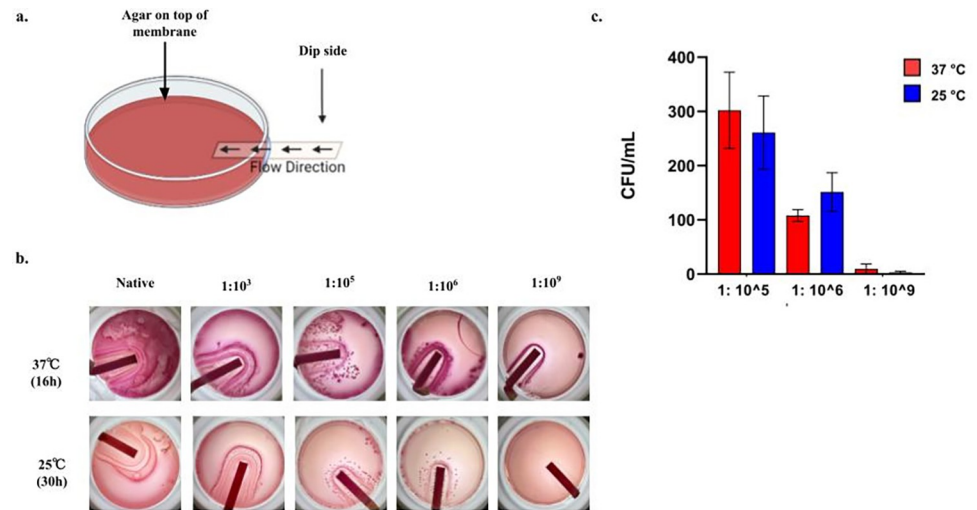 a.
Agar on top of
membrane
Dip side
Flow Direction
b.
Native 1:10³ 1:10⁵ 1:10⁶ 1:10⁹
37℃
(16h)
25℃
(30h)
c.
400
300
200
100
0
CFU/mL
37 °C
25 °C
1: 10^5 1: 10^6 1: 10^9